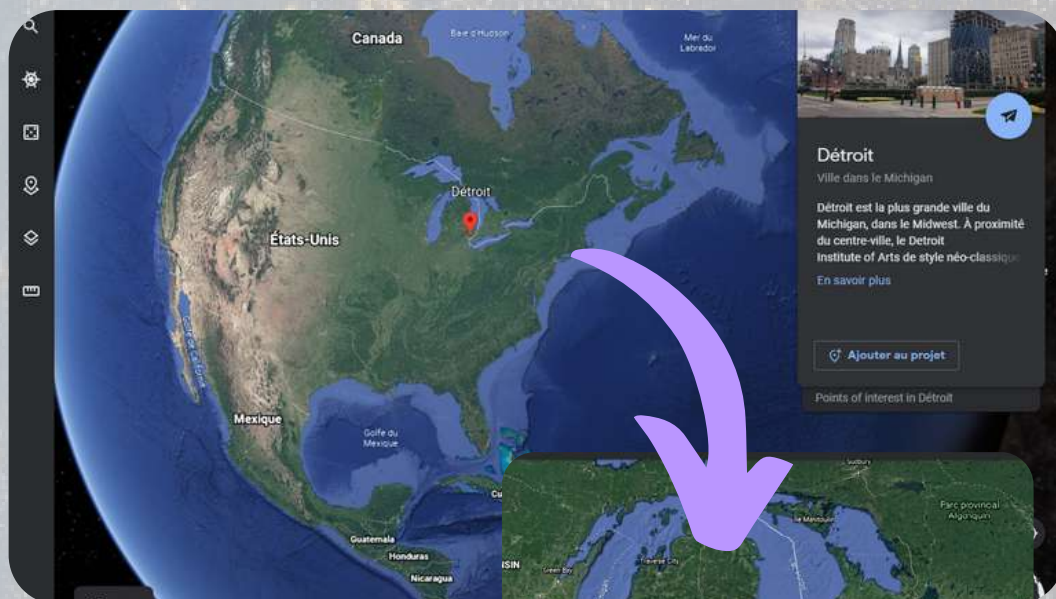 Canada
Baie d'Hudson
Mer du
Labrador
Détroit
États-Unis
Golfe du
Mexique
Mexique
Guatemala
Honduras
Nicaragua
Détroit
Ville dans le Michigan
Détroit est la plus grande ville du
Michigan, dans le Midwest. À proximité
du centre-ville, le Detroit
Institute of Arts de style néo-classique
En savoir plus
Ajouter au projet
Points of interest in Détroit
Sudbury
Parc provincial
Algonquin
Île Manitoulin
Traverse City
Green Bay